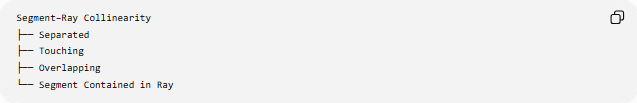 Segment–Ray Collinearity
├── Separated
├── Touching
├── Overlapping
└── Segment Contained in Ray